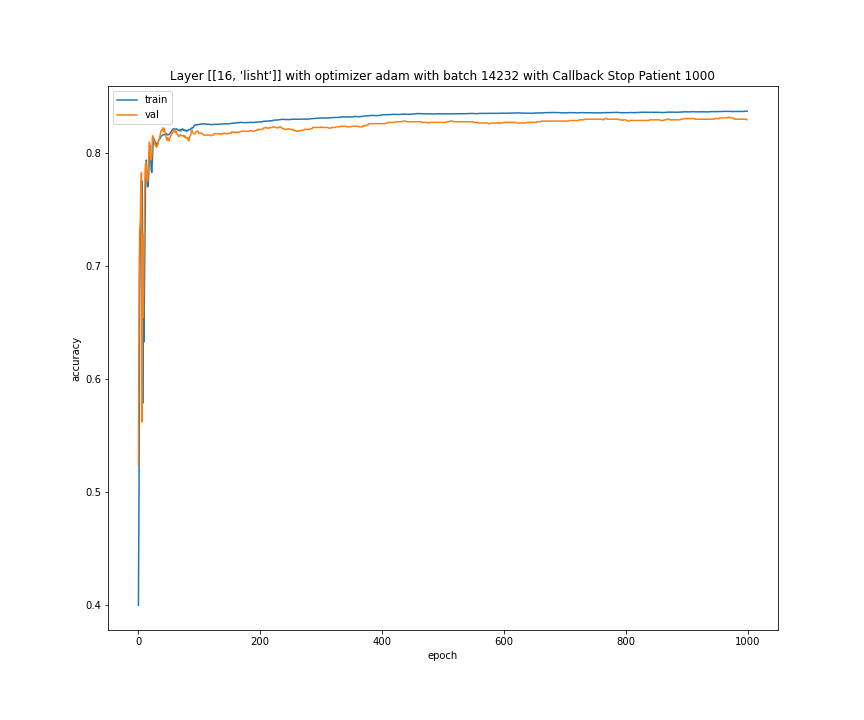 Layer [[16, 'lisht']] with optimizer adam with batch 14232 with Callback Stop Patient 1000
train
val
0.8
0.7
0.6
0.5
0.4
accuracy
0
200
400
600
800
1000
epoch